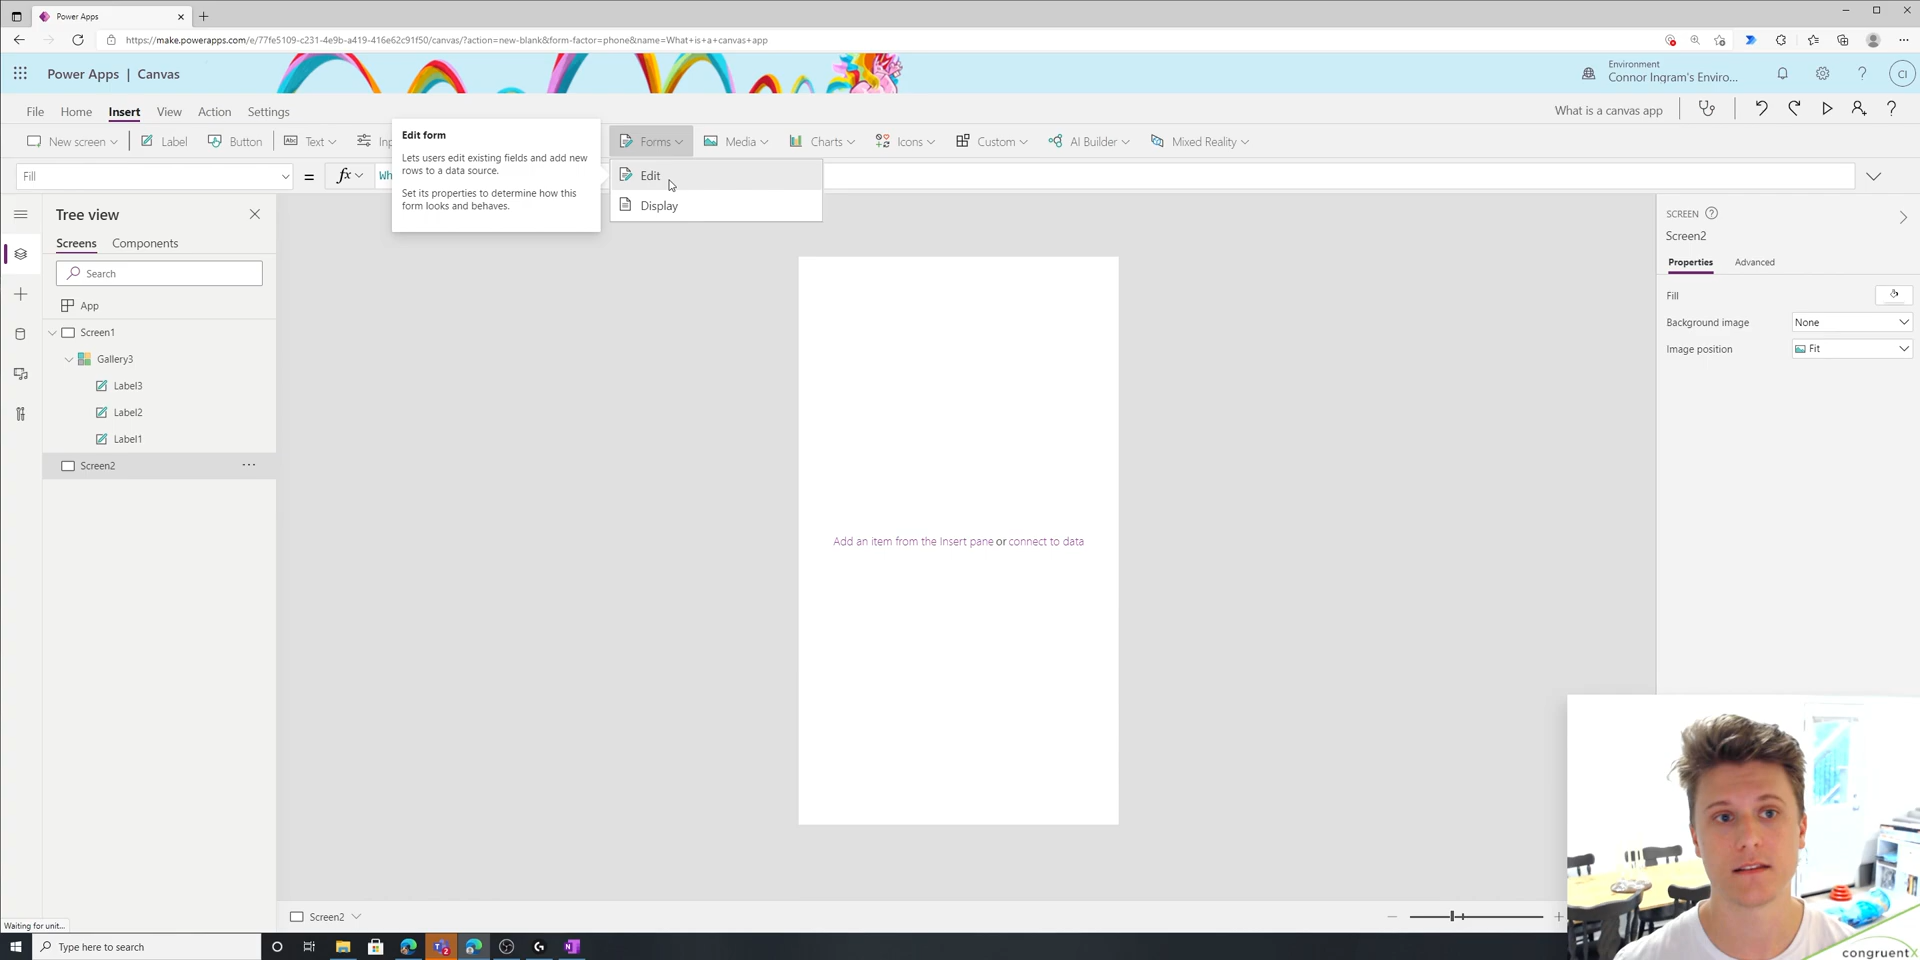 Power Apps
https://make.powerapps.com/e/77fe5109-c231-4e9b-a419-416e62c91f50/canvas/?action=new-blank&form-factor=phone&name=What+is+a+canvas+app
Power Apps | Canvas
Environment
Connor Ingram's Enviro...
CI
File Home Insert View Action Settings
What is a canvas app
New screen Label Button Text Inp
Forms Media Charts Icons Custom AI Builder Mixed Reality
Edit form
Lets users edit existing fields and add new
rows to a data source.
Set its properties to determine how this
form looks and behaves.
Edit
Display
Fill = fx Wh
Tree view
Screens Components
Search
App
Screen1
Gallery3
Label3
Label2
Label1
Screen2
Add an item from the Insert pane or connect to data
SCREEN
Screen2
Properties Advanced
Fill
Background image None
Image position Fit
Screen2
Waiting for unit...
Type here to search
congruentX